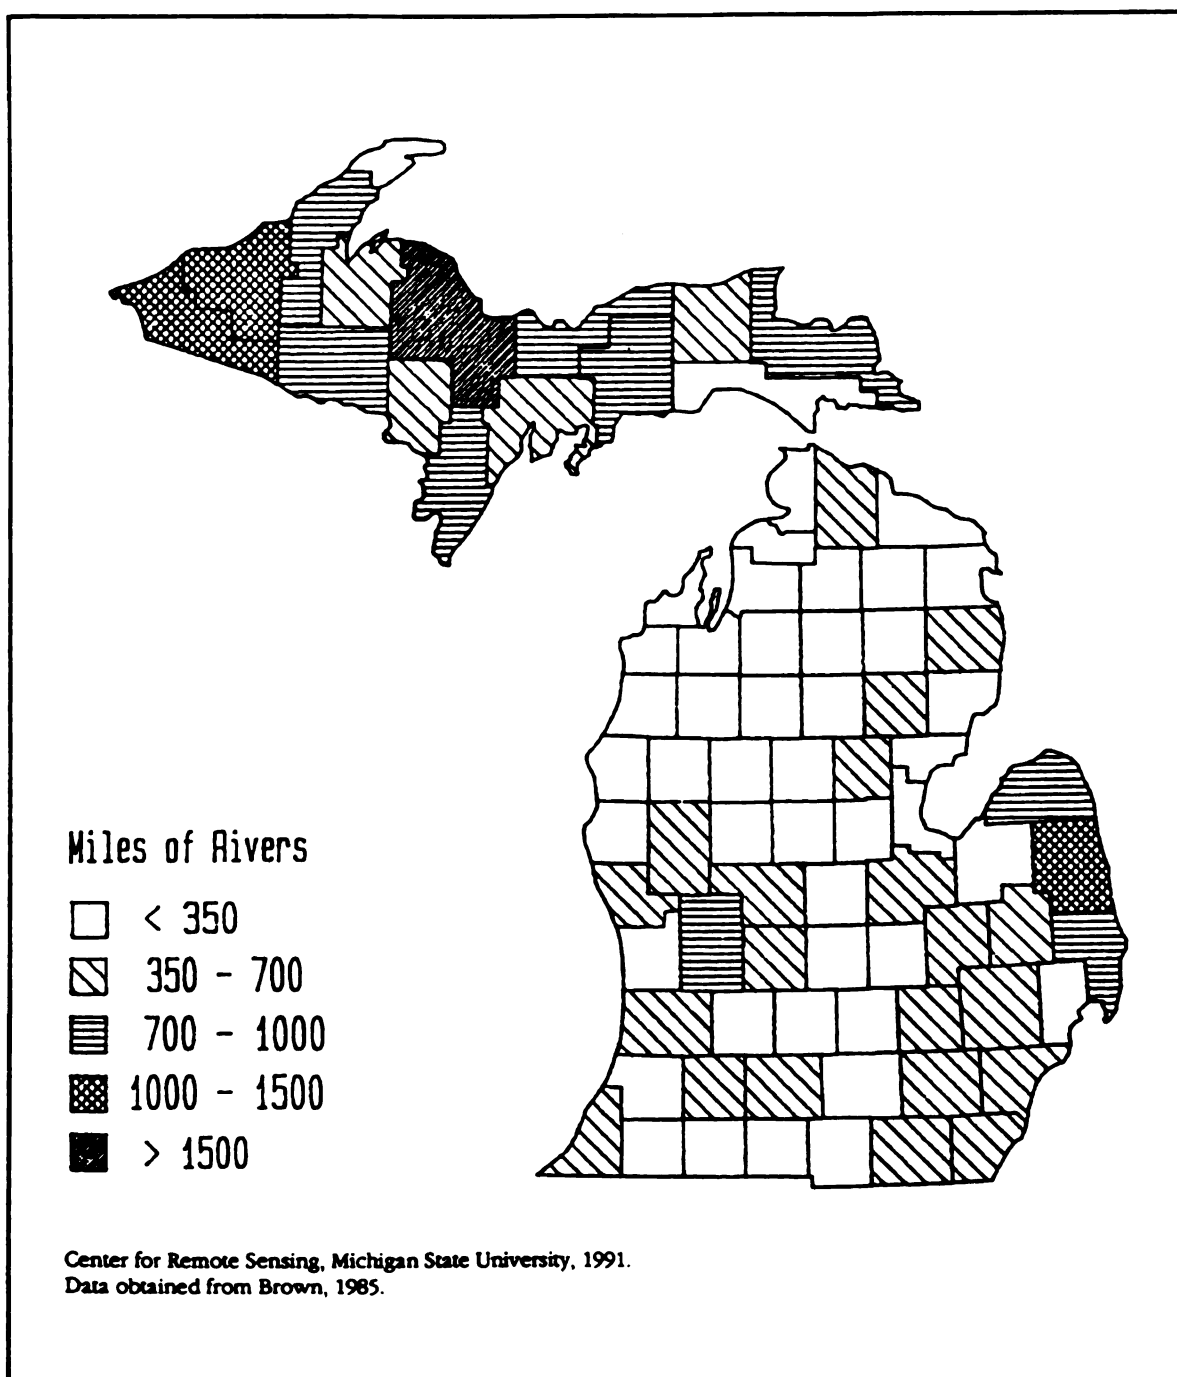 Miles of Rivers
< 350
350 - 700
700 - 1000
1000 - 1500
> 1500
Center for Remote Sensing, Michigan State University, 1991.
Data obtained from Brown, 1985.